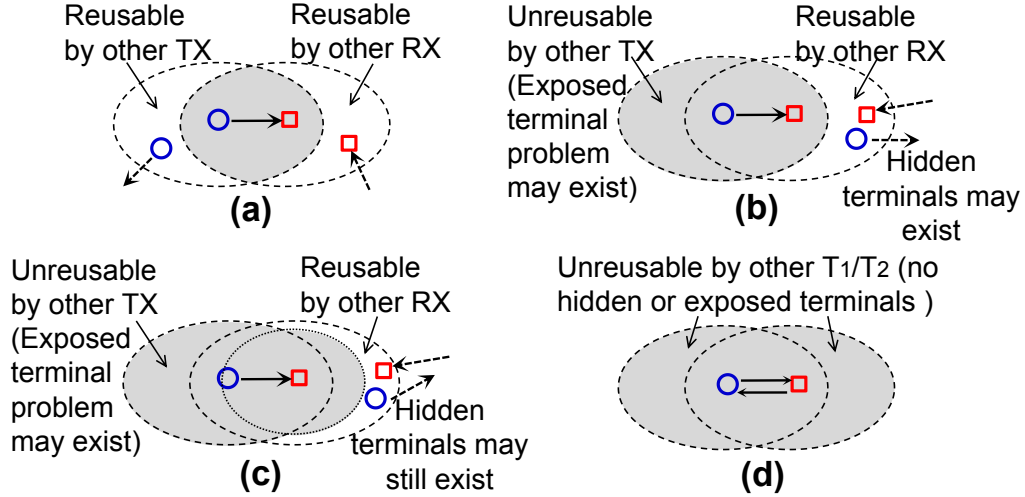 Reusable
by other TX
Reusable
by other RX
(a)
Unreusable
by other TX
(Exposed
terminal
problem
may exist)
Reusable
by other RX
Hidden
terminals may
exist
(b)
Unreusable
by other TX
(Exposed
terminal
problem
may exist)
Reusable
by other RX
Hidden
terminals may
still exist
(c)
Unreusable by other T1/T2 (no
hidden or exposed terminals )
(d)